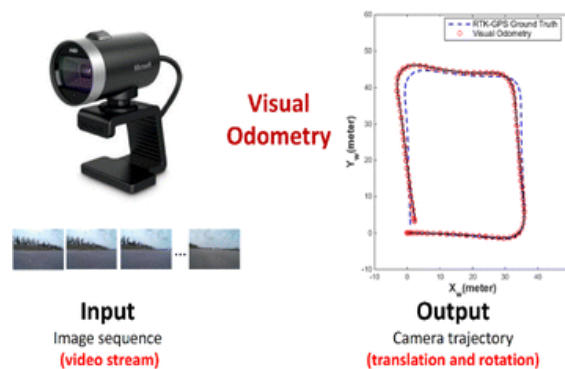 Microsoft
Visual
Odometry
...
Input
Image sequence
(video stream)
60
50
40
30
20
10
0
-10
-10
0
10
20
30
40
Y_w(meter)
X_w(meter)
RTK-GPS Ground Truth
Visual Odometry
Output
Camera trajectory
(translation and rotation)